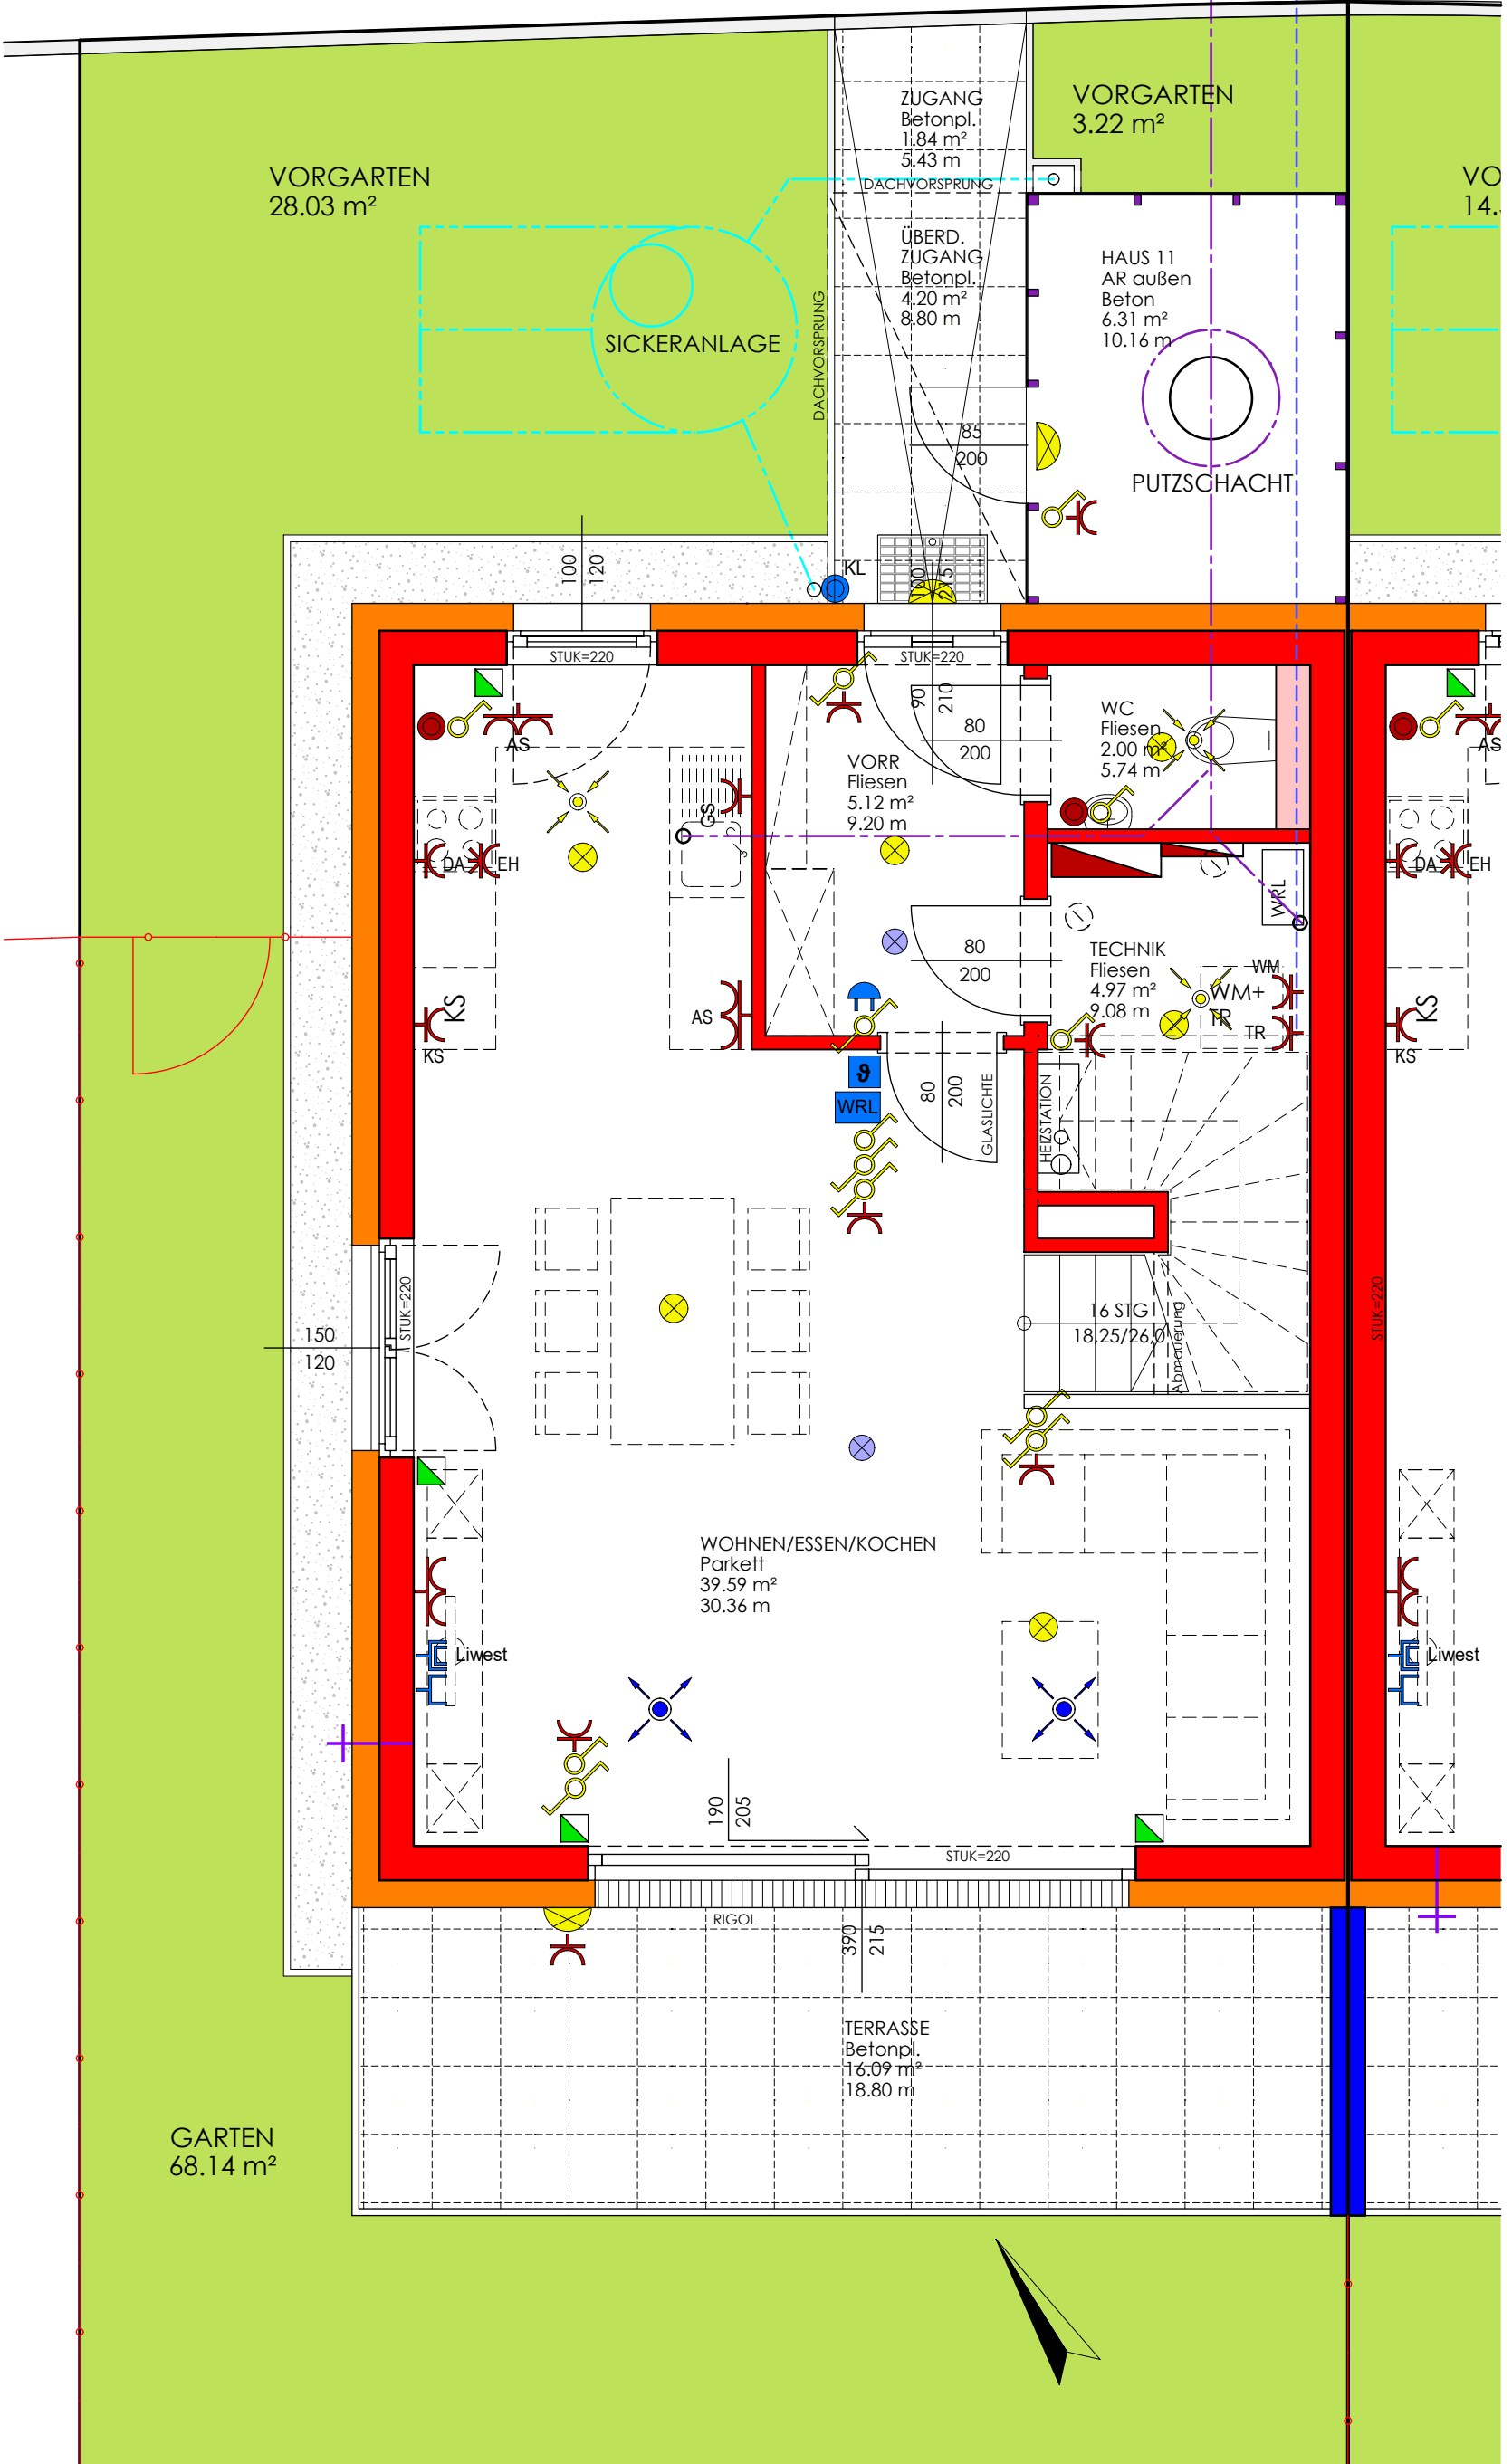 ZUGANG
Betonpl.
1.84 m²
5.43 m
VORGARTEN
3.22 m²
VORGARTEN
28.03 m²
VO
14.
DACHVORSPRUNG
ÜBERD.
ZUGANG
Betonpl.
4.20 m²
8.80 m
DACHVORSPRUNG
HAUS 11
AR außen
Beton
6.31 m²
10.16 m
SICKERANLAGE
85
200
PUTZSCHACHT
100
120
KL
100
215
STUK=220
STUK=220
90
210
80
200
WC
Fliesen
2.00 m²
5.74 m
AS
AS
VORR
Fliesen
5.12 m²
9.20 m
GS
DA
EH
DA
EH
WRL
80
200
TECHNIK
Fliesen
4.97 m²
9.08 m
WM
WM+
TR
TR
KS
KS
AS
KS
KS
ϑ
WRL
80
200
GLASLICHTE
HEIZSTATION
STUK=220
150
120
16 STG
18,25/26,0
Abmauerung
STUK=220
WOHNEN/ESSEN/KOCHEN
Parkett
39.59 m²
30.36 m
Liwest
Liwest
190
205
STUK=220
RIGOL
390
215
TERRASSE
Betonpl.
16.09 m²
18.80 m
GARTEN
68.14 m²